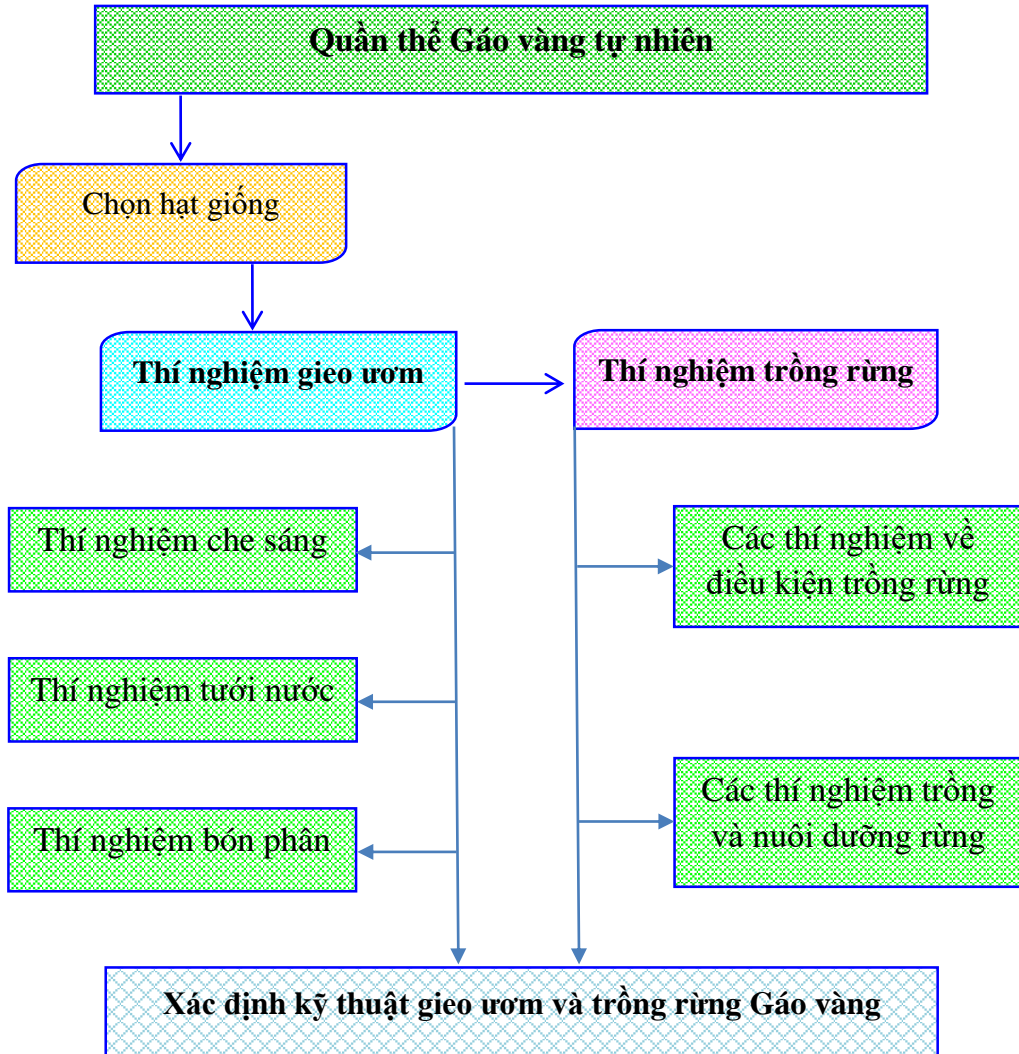 Quần thể Gáo vàng tự nhiên
Chọn hạt giống
Thí nghiệm gieo ươm
Thí nghiệm trồng rừng
Thí nghiệm che sáng
Các thí nghiệm về
điều kiện trồng rừng
Thí nghiệm tưới nước
Các thí nghiệm trồng
và nuôi dưỡng rừng
Thí nghiệm bón phân
Xác định kỹ thuật gieo ươm và trồng rừng Gáo vàng